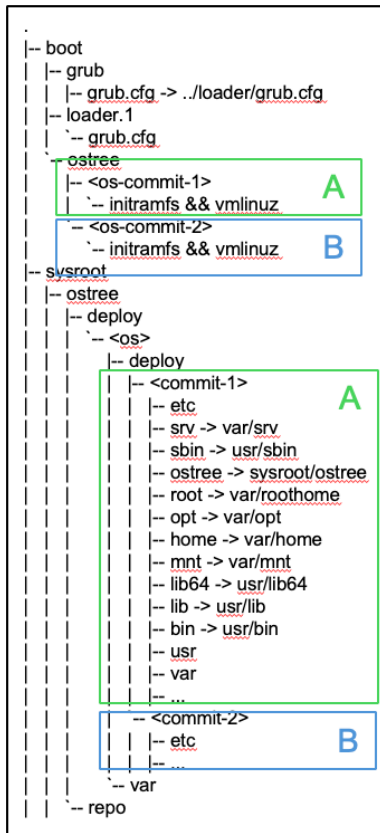 .
|-- boot
|   |-- grub
|   |   |-- grub.cfg -> ../loader/grub.cfg
|   |-- loader.1
|   |   `-- grub.cfg
|   `-- ostree
|       |-- <os-commit-1>
|       |   `-- initramfs && vmlinuz
A
|       `-- <os-commit-2>
|           `-- initramfs && vmlinuz
B
|-- sysroot
|   |-- ostree
|   |   |-- deploy
|   |   |   `-- <os>
|   |   |       |-- deploy
|   |   |       |   |-- <commit-1>
A
|   |   |       |   |   |-- etc
|   |   |       |   |   |-- srv -> var/srv
|   |   |       |   |   |-- sbin -> usr/sbin
|   |   |       |   |   |-- ostree -> sysroot/ostree
|   |   |       |   |   |-- root -> var/roothome
|   |   |       |   |   |-- opt -> var/opt
|   |   |       |   |   |-- home -> var/home
|   |   |       |   |   |-- mnt -> var/mnt
|   |   |       |   |   |-- lib64 -> usr/lib64
|   |   |       |   |   |-- lib -> usr/lib
|   |   |       |   |   |-- bin -> usr/bin
|   |   |       |   |   |-- usr
|   |   |       |   |   |-- var
|   |   |       |   |   |-- ...
|   |   |       |   `-- <commit-2>
|   |   |       |   |   |-- etc
B
|   |   |       |   |   |-- ...
|   |   |       `-- var
|   |   `-- repo